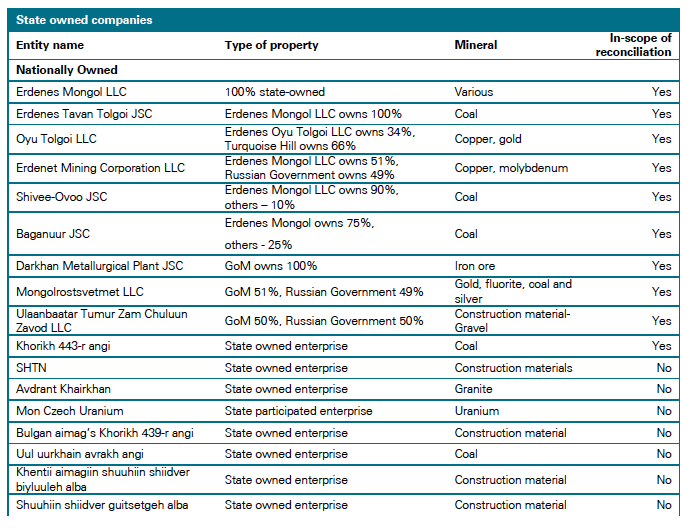 State owned companies
Entity name Type of property Mineral In-scope of reconciliation
Nationally Owned
Erdenes Mongol LLC 100% state-owned Various Yes
Erdenes Tavan Tolgoi JSC Erdenes Mongol LLC owns 100% Coal Yes
Oyu Tolgoi LLC Erdenes Oyu Tolgoi LLC owns 34%, Turquoise Hill owns 66% Copper, gold Yes
Erdenet Mining Corporation LLC Erdenes Mongol LLC owns 51%, Russian Government owns 49% Copper, molybdenum Yes
Shivee-Ovoo JSC Erdenes Mongol LLC owns 90%, others – 10% Coal Yes
Baganuur JSC Erdenes Mongol owns 75%, others - 25% Coal Yes
Darkhan Metallurgical Plant JSC GoM owns 100% Iron ore Yes
Mongolrostsvetmet LLC GoM 51%, Russian Government 49% Gold, fluorite, coal and silver Yes
Ulaanbaatar Tumur Zam Chuluun Zavod LLC GoM 50%, Russian Government 50% Construction material- Gravel Yes
Khorikh 443-r angi State owned enterprise Coal Yes
SHTN State owned enterprise Construction materials No
Avdrant Khairkhan State owned enterprise Granite No
Mon Czech Uranium State participated enterprise Uranium No
Bulgan aimag's Khorikh 439-r angi State owned enterprise Construction material No
Uul uurkhain avrakh angi State owned enterprise Coal No
Khentii aimagiin shuuhiin shiidver biyluuleh alba State owned enterprise Construction material No
Shuuhiin shiidver guitsetgeh alba State owned enterprise Construction material No